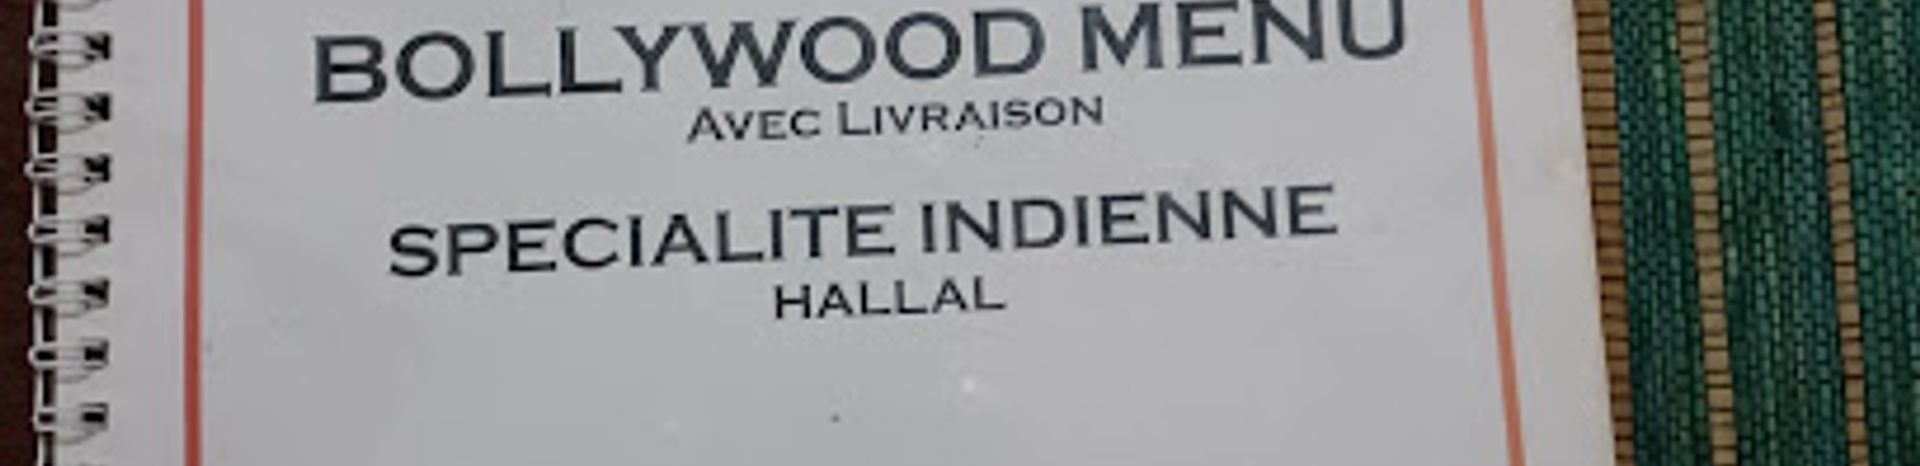 BOLLYWOOD MENU
AVEC LIVRAISON
SPECIALITE INDIENNE
HALLAL